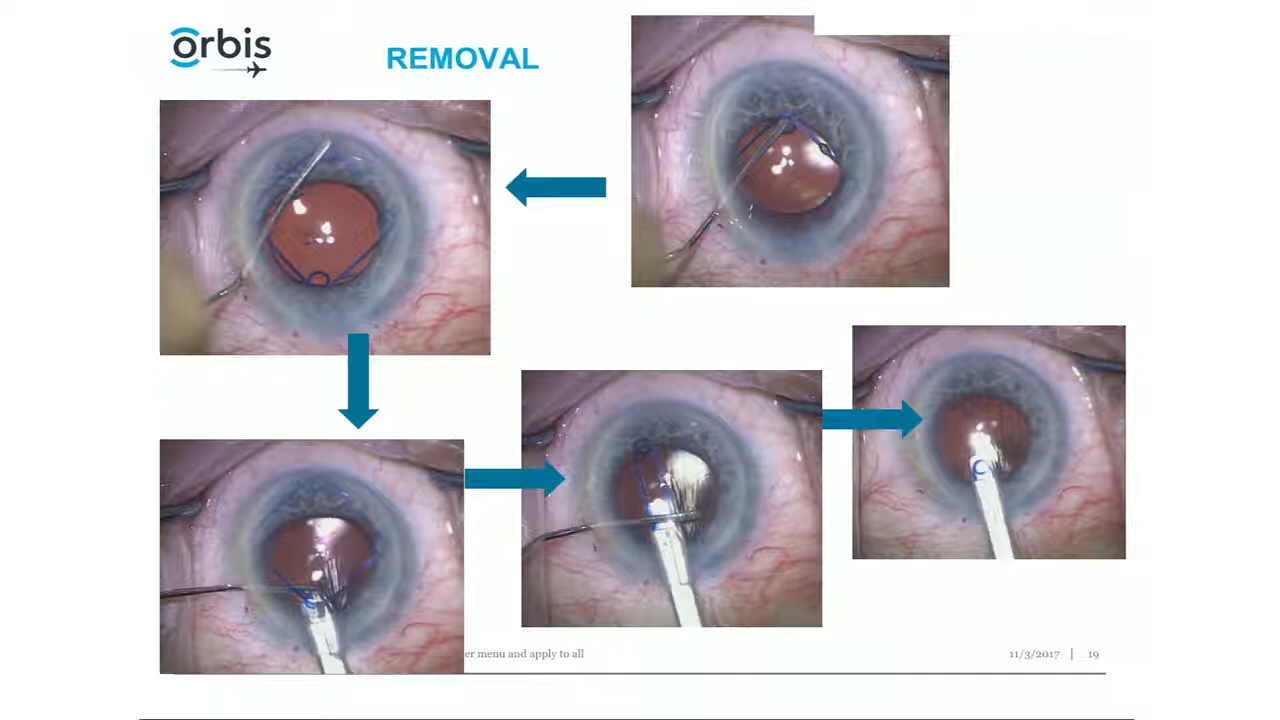 orbis
REMOVAL
er menu and apply to all
11/3/2017 | 19